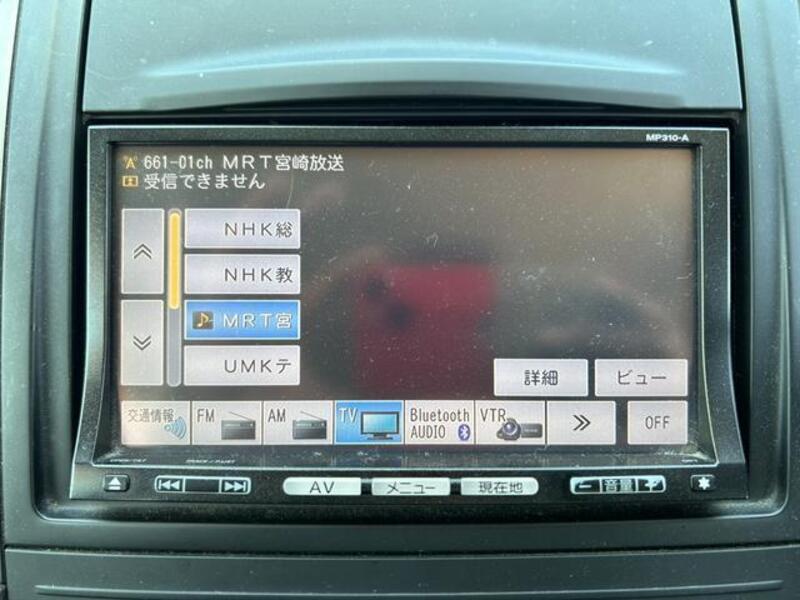 MP310-A
661-01ch MRT宮崎放送
受信できません
NHK総
NHK教
MRT宮
UMKテ
詳細 ビュー
交通情報 FM AM TV Bluetooth AUDIO VTR OFF
AV メニュー 現在地 音量